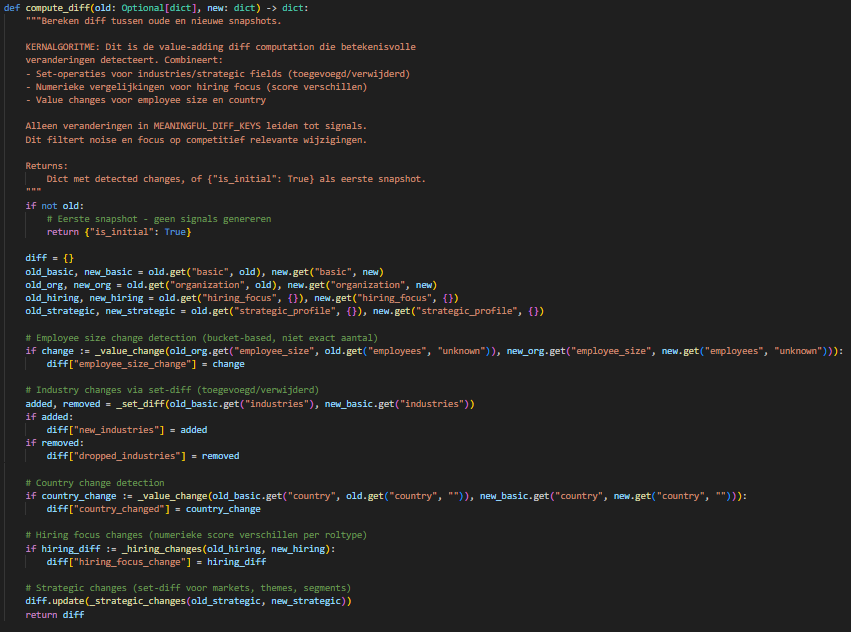 def compute_diff(old: Optional[dict], new: dict) -> dict:
    """Bereken diff tussen oude en nieuwe snapshots.

    KERNALGORITME: Dit is de value-adding diff computation die betekenisvolle
    veranderingen detecteert. Combineert:
    - Set-operaties voor industries/strategic fields (toegevoegd/verwijderd)
    - Numerieke vergelijkingen voor hiring focus (score verschillen)
    - Value changes voor employee size en country

    Alleen veranderingen in MEANINGFUL_DIFF_KEYS leiden tot signals.
    Dit filtert noise en focus op competitief relevante wijzigingen.

    Returns:
        Dict met detected changes, of {"is_initial": True} als eerste snapshot.
    """
    if not old:
        # Eerste snapshot - geen signals genereren
        return {"is_initial": True}

    diff = {}
    old_basic, new_basic = old.get("basic", old), new.get("basic", new)
    old_org, new_org = old.get("organization", old), new.get("organization", new)
    old_hiring, new_hiring = old.get("hiring_focus", {}), new.get("hiring_focus", {})
    old_strategic, new_strategic = old.get("strategic_profile", {}), new.get("strategic_profile", {})

    # Employee size change detection (bucket-based, niet exact aantal)
    if change := _value_change(old_org.get("employee_size", old.get("employees", "unknown")), new_org.get("employee_size", new.get("employees", "unknown"))):
        diff["employee_size_change"] = change

    # Industry changes via set-diff (toegevoegd/verwijderd)
    added, removed = _set_diff(old_basic.get("industries"), new_basic.get("industries"))
    if added:
        diff["new_industries"] = added
    if removed:
        diff["dropped_industries"] = removed

    # Country change detection
    if country_change := _value_change(old_basic.get("country", old.get("country", "")), new_basic.get("country", new.get("country", ""))):
        diff["country_changed"] = country_change

    # Hiring focus changes (numerieke score verschillen per roltype)
    if hiring_diff := _hiring_changes(old_hiring, new_hiring):
        diff["hiring_focus_change"] = hiring_diff

    # Strategic changes (set-diff voor markets, themes, segments)
    diff.update(_strategic_changes(old_strategic, new_strategic))
    return diff